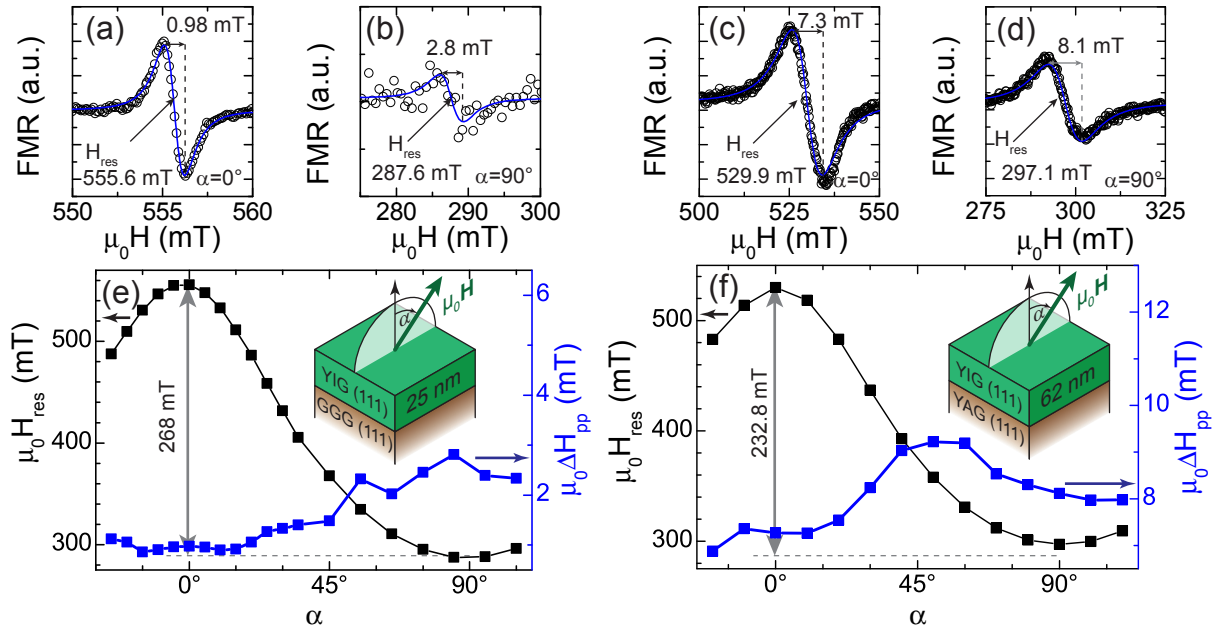 (a)
0.98 mT
FMR (a.u.)
H_res
555.6 mT
α=0°
550 555 560
μ₀H (mT)
(b)
2.8 mT
FMR (a.u.)
H_res
287.6 mT
α=90°
280 290 300
μ₀H (mT)
(c)
7.3 mT
FMR (a.u.)
H_res
529.9 mT
α=0°
500 525 550
μ₀H (mT)
(d)
8.1 mT
FMR (a.u.)
H_res
297.1 mT
α=90°
275 300 325
μ₀H (mT)
(e)
μ₀H_res (mT)
500
400
300
268 mT
α
μ₀H
YIG (111)
25 nm
GGG (111)
6
4
2
μ₀ΔH_pp (mT)
0° 45° 90°
α
(f)
μ₀H_res (mT)
500
400
300
232.8 mT
α
μ₀H
YIG (111)
62 nm
YAG (111)
12
10
8
μ₀ΔH_pp (mT)
0° 45° 90°
α